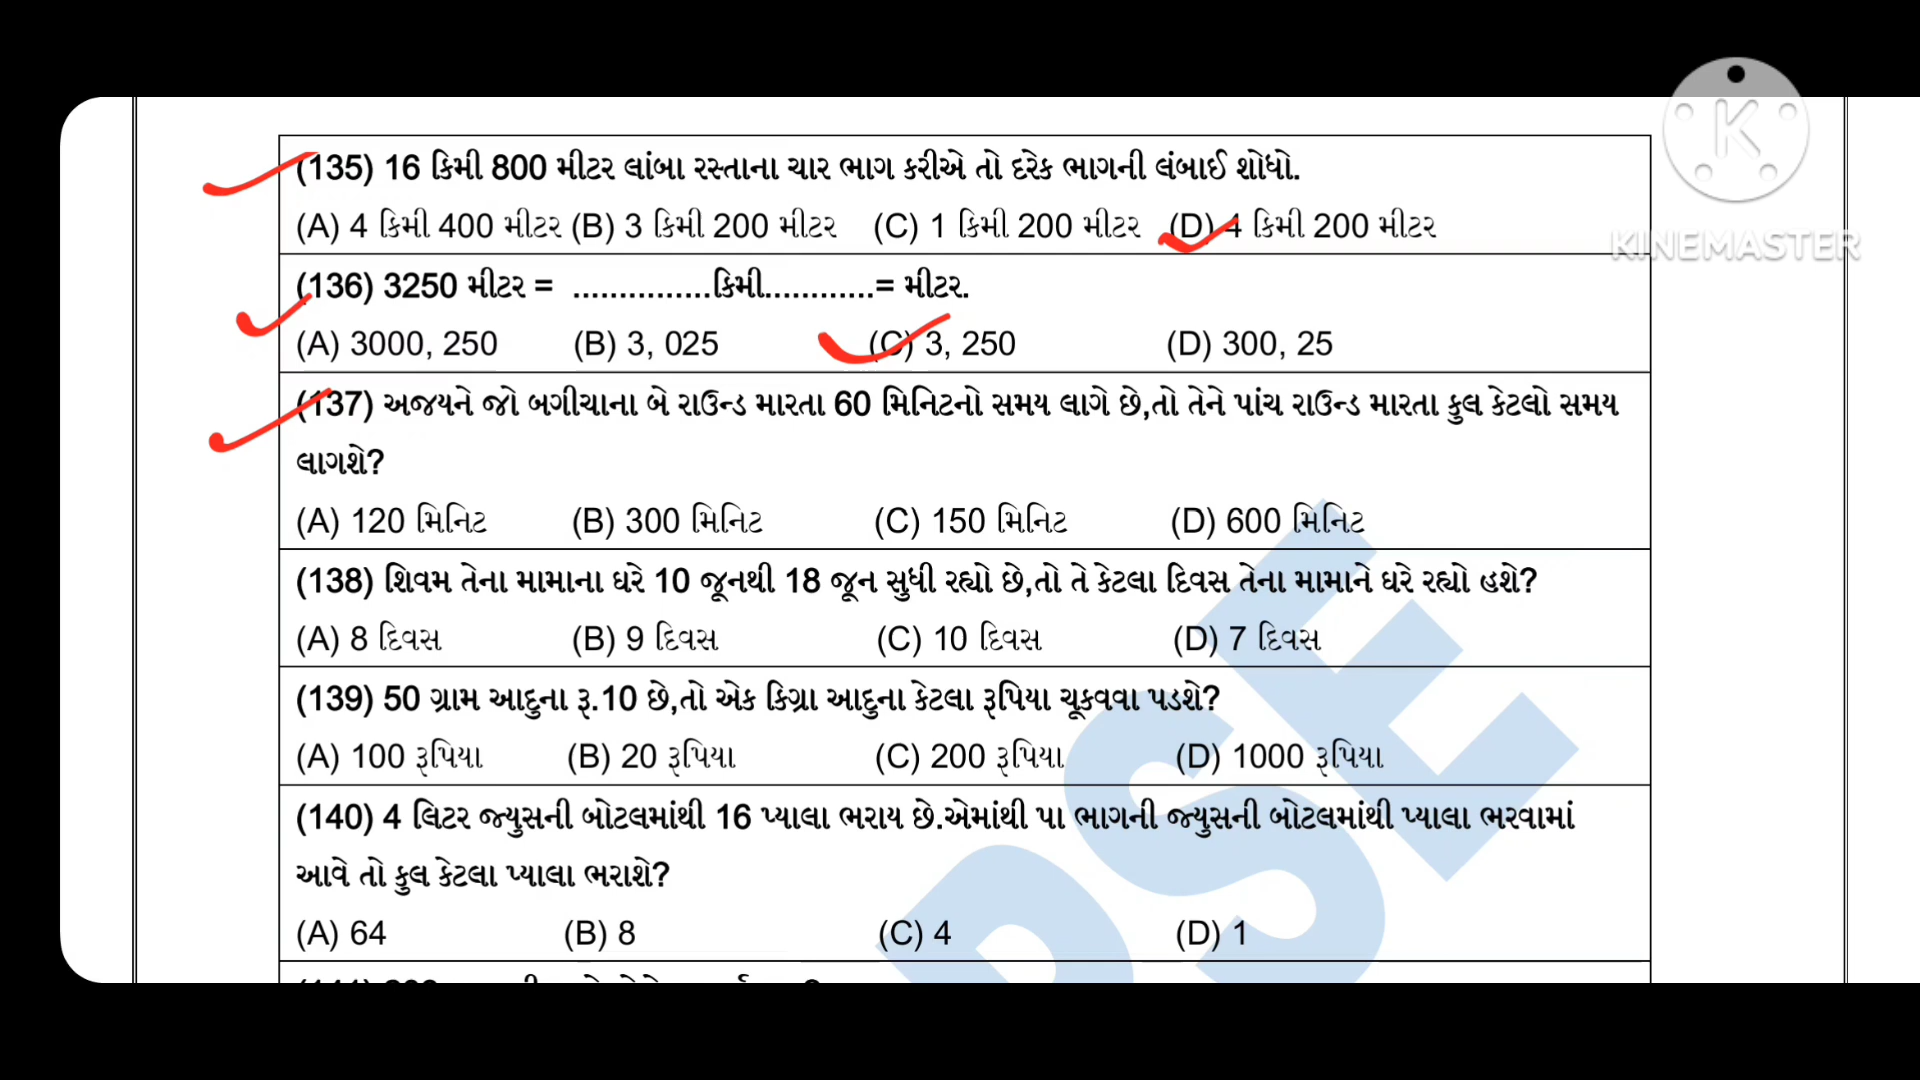 K
KINEMASTER
(135) 16 કિમી 800 મીટર લાંબા રસ્તાના ચાર ભાગ કરીએ તો દરેક ભાગની લંબાઈ શોધો.
(A) 4 કિમી 400 મીટર (B) 3 કિમી 200 મીટર (C) 1 કિમી 200 મીટર (D) 4 કિમી 200 મીટર
(136) 3250 મીટર = ...............કિમી............= મીટર.
(A) 3000, 250 (B) 3, 025 (C) 3, 250 (D) 300, 25
(137) અજયને જો બગીચાના બે રાઉન્ડ મારતા 60 મિનિટનો સમય લાગે છે,તો તેને પાંચ રાઉન્ડ મારતા કુલ કેટલો સમય
લાગશે?
(A) 120 મિનિટ (B) 300 મિનિટ (C) 150 મિનિટ (D) 600 મિનિટ
(138) શિવમ તેના મામાના ઘરે 10 જૂનથી 18 જૂન સુધી રહ્યો છે,તો તે કેટલા દિવસ તેના મામાને ઘરે રહ્યો હશે?
(A) 8 દિવસ (B) 9 દિવસ (C) 10 દિવસ (D) 7 દિવસ
(139) 50 ગ્રામ આદુના રૂ.10 છે,તો એક કિગ્રા આદુના કેટલા રૂપિયા ચૂકવવા પડશે?
(A) 100 રૂપિયા (B) 20 રૂપિયા (C) 200 રૂપિયા (D) 1000 રૂપિયા
(140) 4 લિટર જ્યુસની બોટલમાંથી 16 પ્યાલા ભરાય છે.એમાંથી પા ભાગની જ્યુસની બોટલમાંથી પ્યાલા ભરવામાં
આવે તો કુલ કેટલા પ્યાલા ભરાશે?
(A) 64 (B) 8 (C) 4 (D) 1
PSE